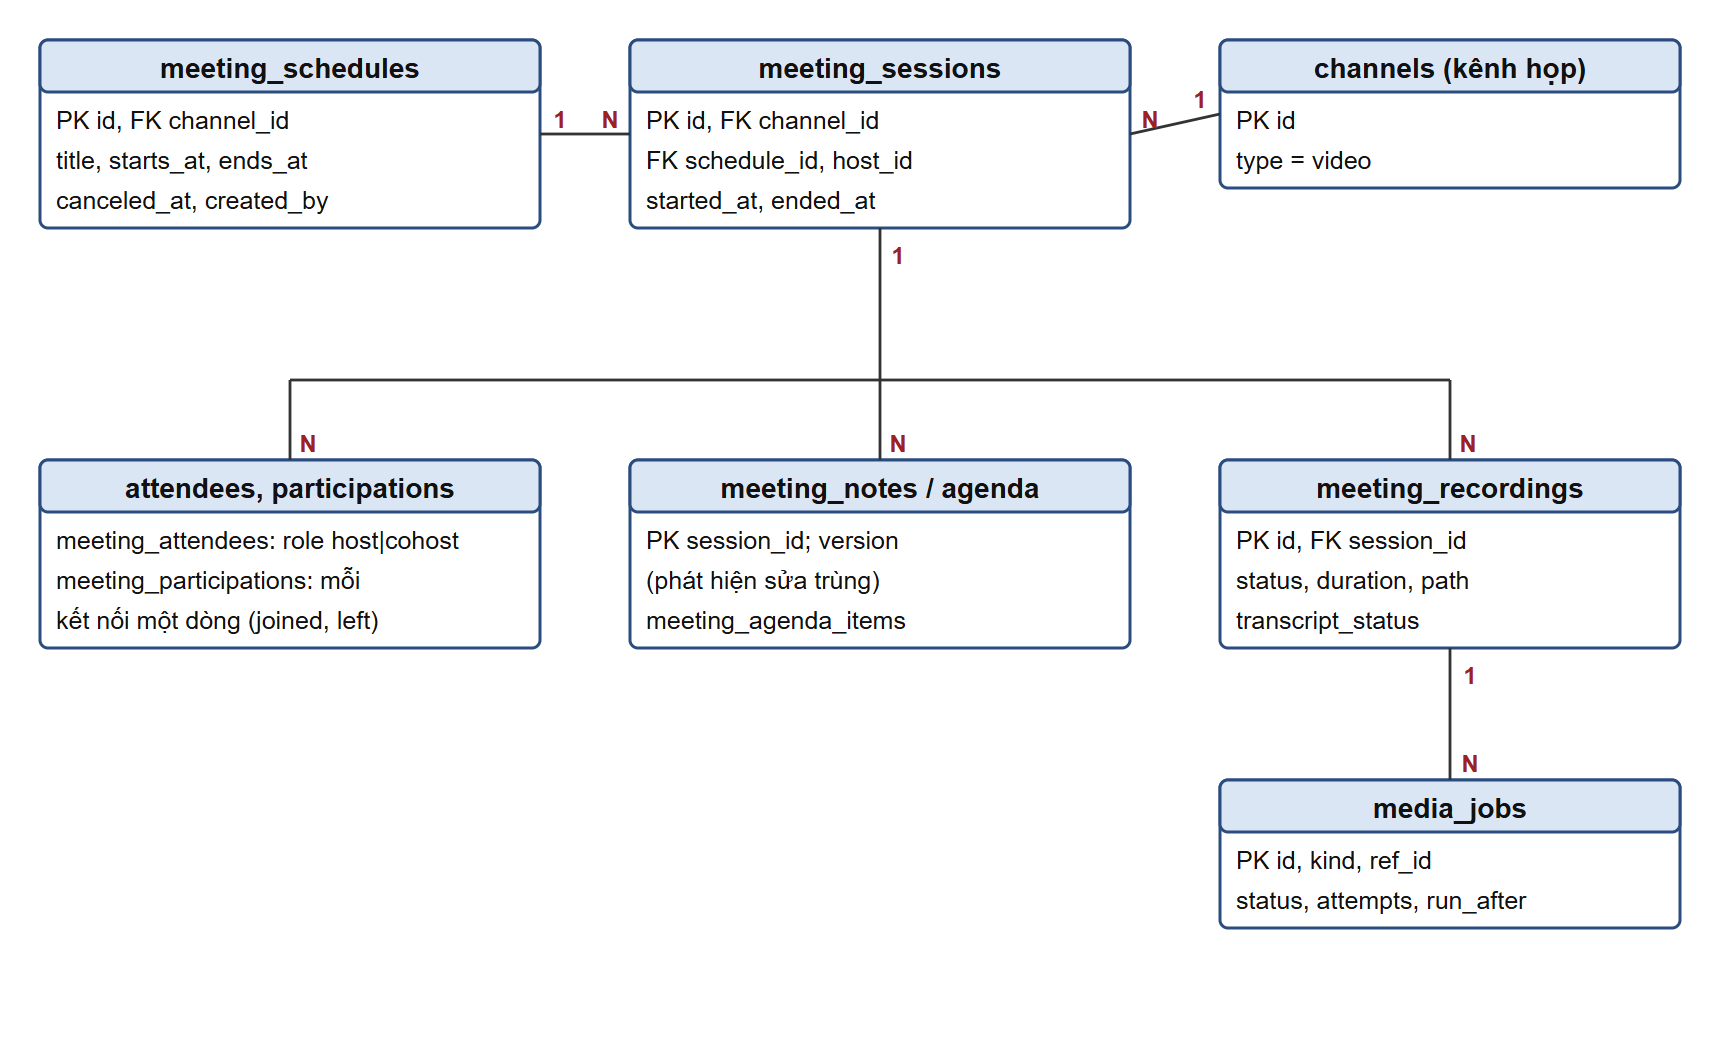 meeting_schedules
PK id, FK channel_id
title, starts_at, ends_at
canceled_at, created_by
1 N
meeting_sessions
PK id, FK channel_id
FK schedule_id, host_id
started_at, ended_at
N 1
channels (kênh họp)
PK id
type = video
1
N
attendees, participations
meeting_attendees: role host|cohost
meeting_participations: mỗi
kết nối một dòng (joined, left)
N
meeting_notes / agenda
PK session_id; version
(phát hiện sửa trùng)
meeting_agenda_items
N
meeting_recordings
PK id, FK session_id
status, duration, path
transcript_status
1
N
media_jobs
PK id, kind, ref_id
status, attempts, run_after